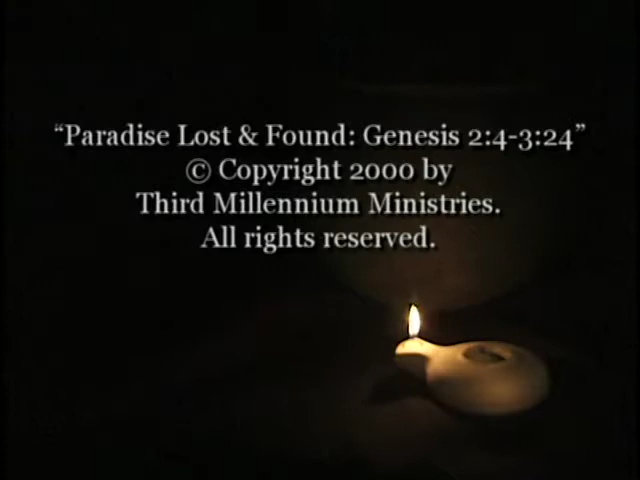 “Paradise Lost & Found: Genesis 2:4-3:24”
© Copyright 2000 by
Third Millennium Ministries.
All rights reserved.